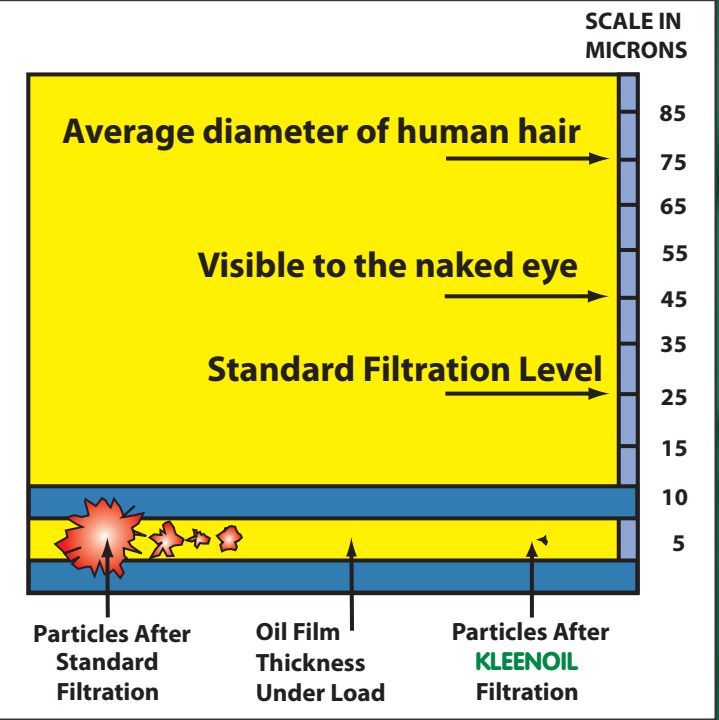 SCALE IN
MICRONS
85
Average diameter of human hair
75
65
55
Visible to the naked eye
45
35
Standard Filtration Level
25
15
10
5
Particles After
Standard
Filtration
Oil Film
Thickness
Under Load
Particles After
KLEENOIL
Filtration